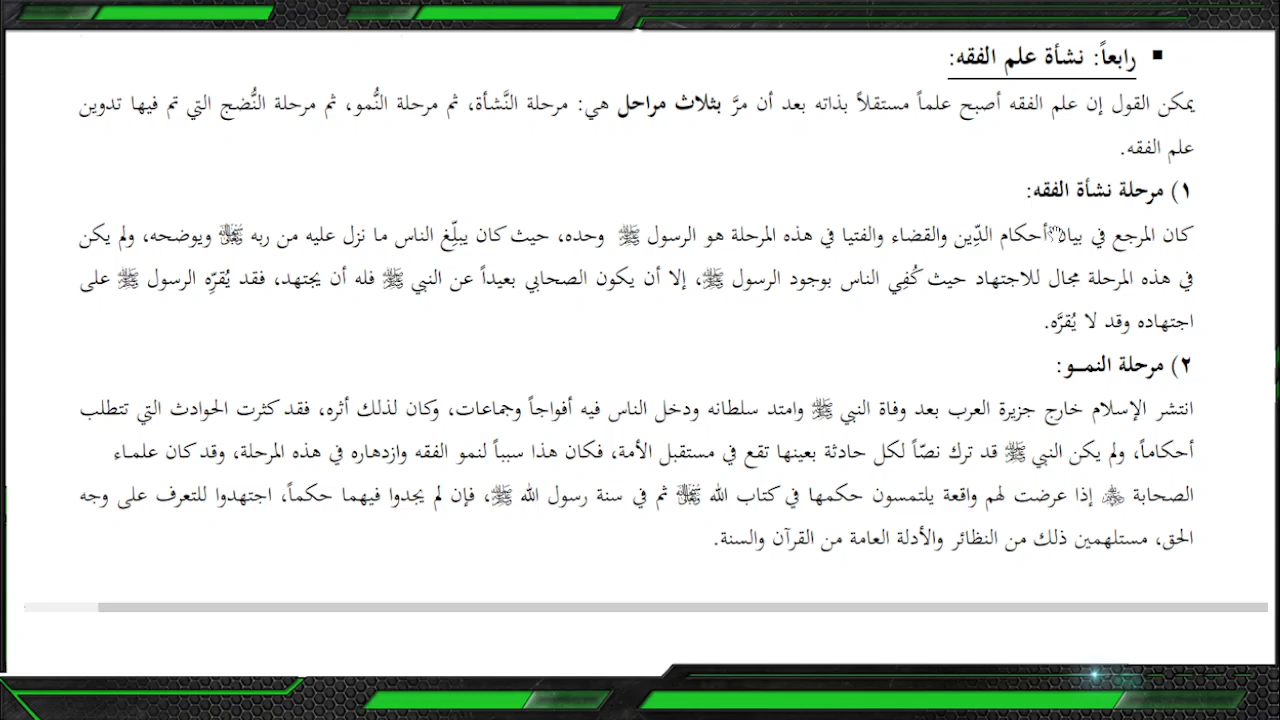 ▪ رابعاً: نشأة علم الفقه:
يمكن القول إن علم الفقه أصبح علماً مستقلاً بذاته بعد أن مرَّ بثلاث مراحل هي: مرحلة النَّشأة، ثم مرحلة النُّمو، ثم مرحلة النُّضج التي تم فيها تدوين
علم الفقه.
١) مرحلة نشأة الفقه:
كان المرجع في بيان أحكام الدِّين والقضاء والفتيا في هذه المرحلة هو الرسول ﷺ وحده، حيث كان يبلِّغ الناس ما نزل عليه من ربه ويوضحه، ولم يكن
في هذه المرحلة مجال للاجتهاد حيث كُفِي الناس بوجود الرسول ﷺ، إلا أن يكون الصحابي بعيداً عن النبي ﷺ فله أن يجتهد، فقد يُقرِّه الرسول ﷺ على
اجتهاده وقد لا يُقرَّه.
٢) مرحلة النمــو:
انتشر الإسلام خارج جزيرة العرب بعد وفاة النبي ﷺ وامتد سلطانه ودخل الناس فيه أفواجاً وجماعات، وكان لذلك أثره، فقد كثرت الحوادث التي تتطلب
أحكاماً، ولم يكن النبي ﷺ قد ترك نصّاً لكل حادثة بعينها تقع في مستقبل الأمة، فكان هذا سبباً لنمو الفقه وازدهاره في هذه المرحلة، وقد كان علمـاء
الصحابة إذا عرضت لهم واقعة يلتمسون حكمها في كتاب الله ثم في سنة رسول الله ﷺ، فإن لم يجدوا فيهما حكماً، اجتهدوا للتعرف على وجه
الحق، مستلهمين ذلك من النظائر والأدلة العامة من القرآن والسنة.